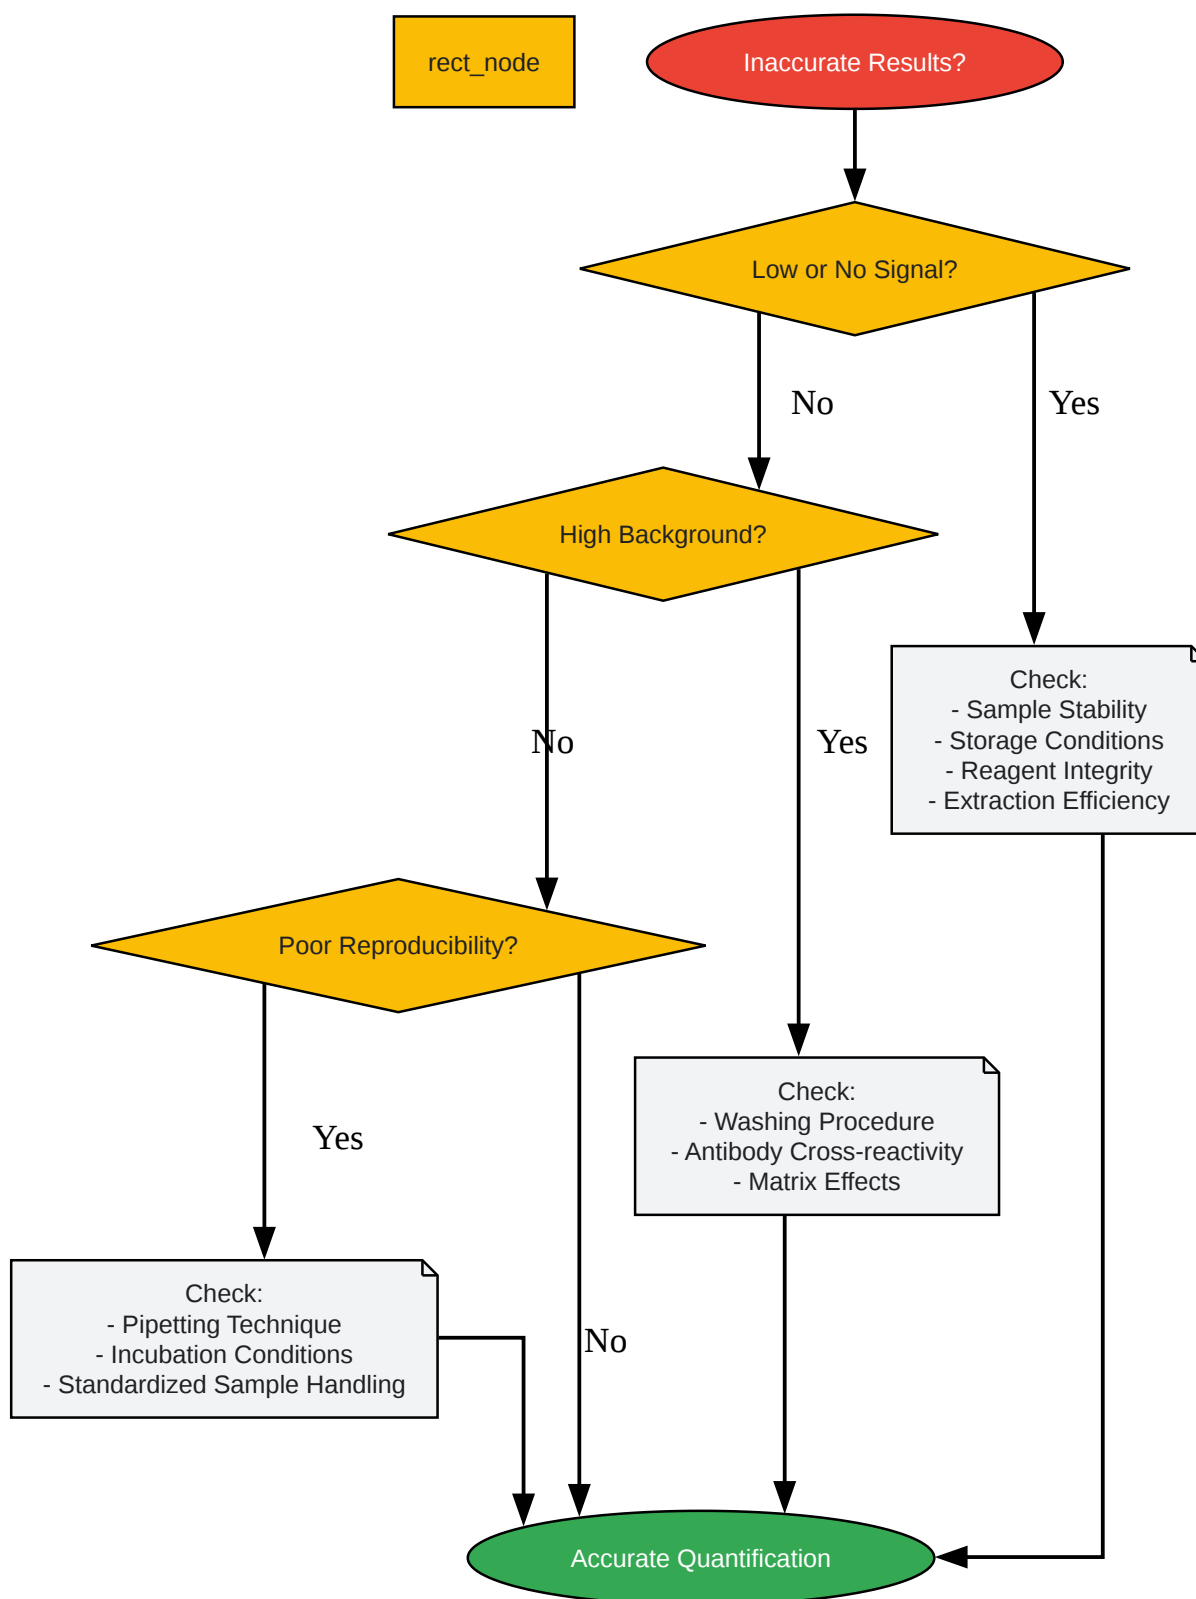 rect_node
Inaccurate Results?
Low or No Signal?
No
Yes
High Background?
No
Yes
Check:
- Sample Stability
- Storage Conditions
- Reagent Integrity
- Extraction Efficiency
Poor Reproducibility?
Yes
No
Check:
- Washing Procedure
- Antibody Cross-reactivity
- Matrix Effects
Check:
- Pipetting Technique
- Incubation Conditions
- Standardized Sample Handling
Accurate Quantification